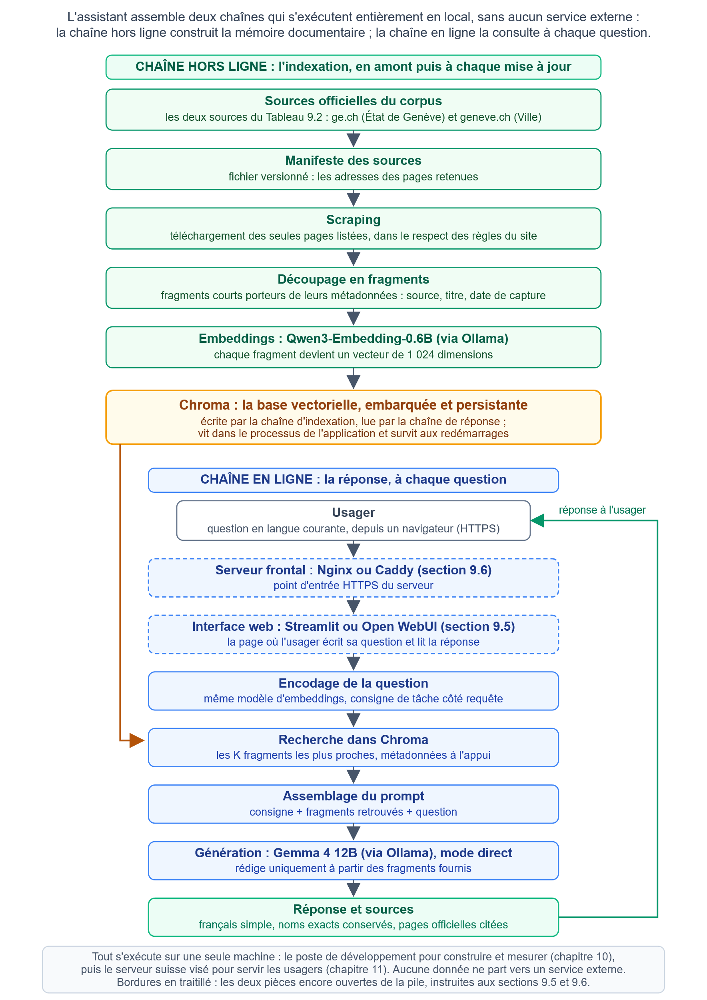 L'assistant assemble deux chaînes qui s'exécutent entièrement en local, sans aucun service externe :
la chaîne hors ligne construit la mémoire documentaire ; la chaîne en ligne la consulte à chaque question.
CHAÎNE HORS LIGNE : l'indexation, en amont puis à chaque mise à jour
Sources officielles du corpus
les deux sources du Tableau 9.2 : ge.ch (État de Genève) et geneve.ch (Ville)
Manifeste des sources
fichier versionné : les adresses des pages retenues
Scraping
téléchargement des seules pages listées, dans le respect des règles du site
Découpage en fragments
fragments courts porteurs de leurs métadonnées : source, titre, date de capture
Embeddings : Qwen3-Embedding-0.6B (via Ollama)
chaque fragment devient un vecteur de 1 024 dimensions
Chroma : la base vectorielle, embarquée et persistante
écrite par la chaîne d'indexation, lue par la chaîne de réponse ;
vit dans le processus de l'application et survit aux redémarrages
CHAÎNE EN LIGNE : la réponse, à chaque question
Usager
question en langue courante, depuis un navigateur (HTTPS)
réponse à l'usager
Serveur frontal : Nginx ou Caddy (section 9.6)
point d'entrée HTTPS du serveur
Interface web : Streamlit ou Open WebUI (section 9.5)
la page où l'usager écrit sa question et lit la réponse
Encodage de la question
même modèle d'embeddings, consigne de tâche côté requête
Recherche dans Chroma
les K fragments les plus proches, métadonnées à l'appui
Assemblage du prompt
consigne + fragments retrouvés + question
Génération : Gemma 4 12B (via Ollama), mode direct
rédige uniquement à partir des fragments fournis
Réponse et sources
français simple, noms exacts conservés, pages officielles citées
Tout s'exécute sur une seule machine : le poste de développement pour construire et mesurer (chapitre 10),
puis le serveur suisse visé pour servir les usagers (chapitre 11). Aucune donnée ne part vers un service externe.
Bordures en traitillé : les deux pièces encore ouvertes de la pile, instruites aux sections 9.5 et 9.6.